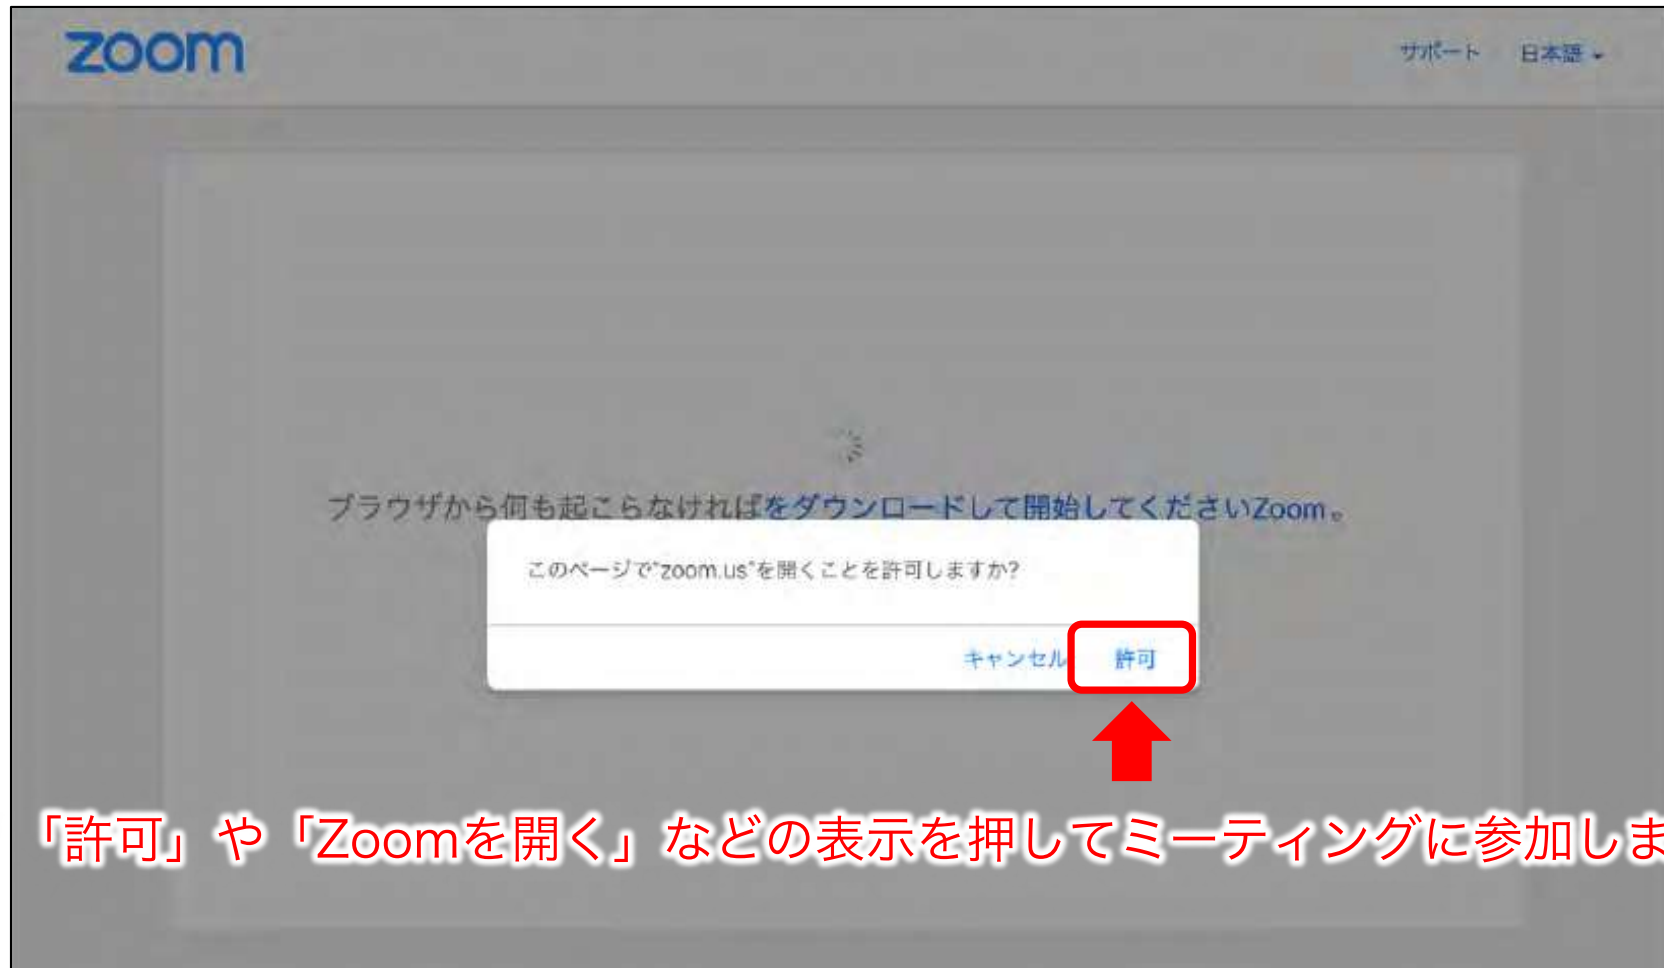 zoom
サポート 日本語
ブラウザから何も起こらなければをダウンロードして開始してくださいZoom。
このページで"zoom.us"を開くことを許可しますか?
キャンセル 許可
「許可」や「Zoomを開く」などの表示を押してミーティングに参加しま